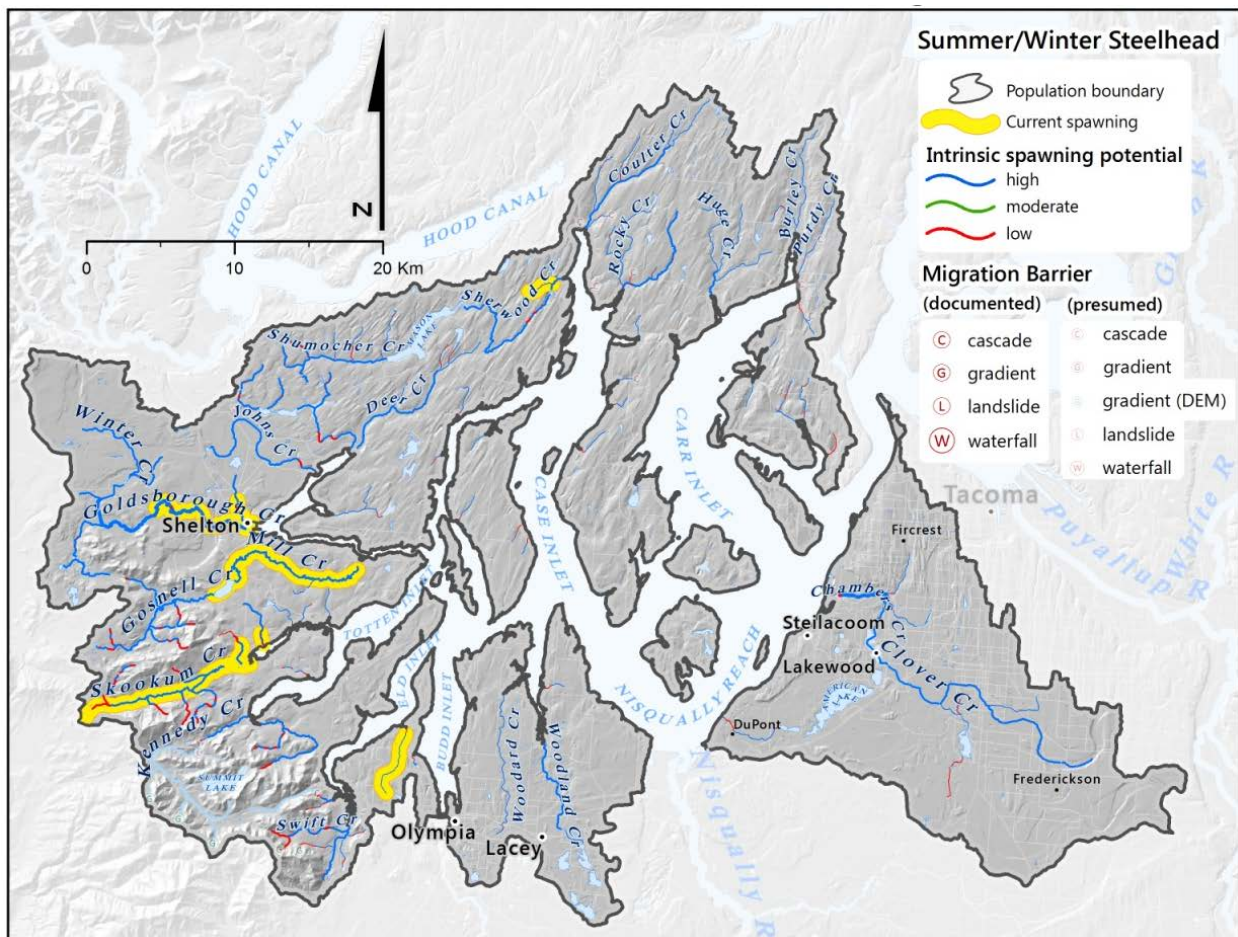 Summer/Winter Steelhead
Population boundary
Current spawning
Intrinsic spawning potential
high
moderate
low
Migration Barrier
(documented)
(presumed)
C cascade
G gradient
L landslide
W waterfall
C cascade
G gradient
gradient (DEM)
L landslide
W waterfall
N
0 10 20 Km
HOOD CANAL
HOOD CANAL
Coulter Cr
Rocky Cr
Huge Cr
Burley Cr
Purdy Cr
Sherwood Cr
MASON LAKE
Shumocher Cr
Deer Cr
Johns Cr
Winter Cr
Goldsborough Cr
Shelton
Mill Cr
Gosnell Cr
Skookum Cr
Kennedy Cr
SUMMIT LAKE
Swift Cr
TOTTEN INLET
ELD INLET
BUDD INLET
CASE INLET
CARR INLET
NISQUALLY REACH
Olympia
Lacey
Woodard Cr
Woodland Cr
Nisqually R
Tacoma
Fircrest
Chambers Cr
Steilacoom
Lakewood
Clover Cr
AMERICAN LAKE
DuPont
Frederickson
Puyallup R
White R